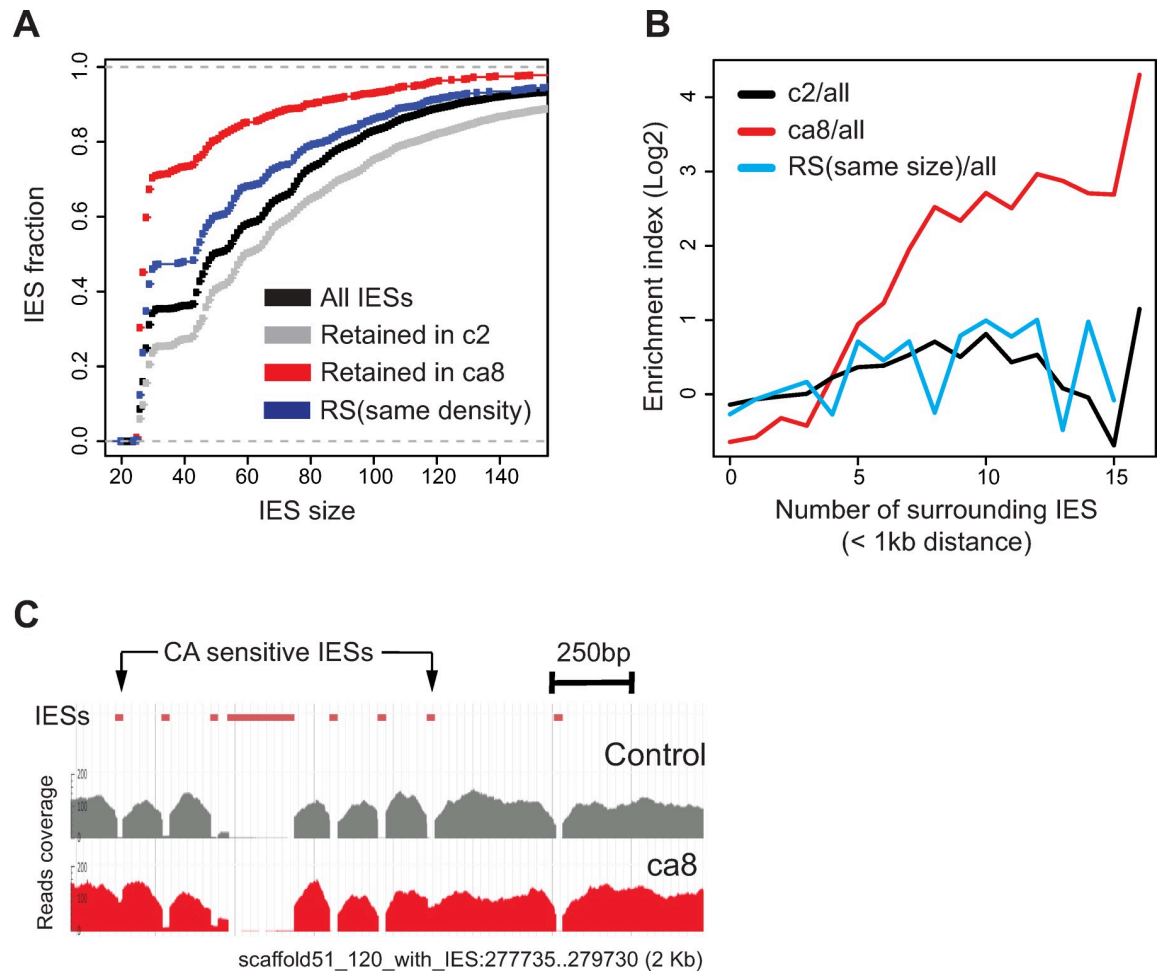 A
1.0
0.8
0.6
0.4
0.2
0.0
IES fraction
20 40 60 80 100 120 140
IES size
All IESs
Retained in c2
Retained in ca8
RS(same density)
B
4
3
2
1
0
Enrichment index (Log2)
0 5 10 15
Number of surrounding IES
(< 1kb distance)
c2/all
ca8/all
RS(same size)/all
C
CA sensitive IESs
250bp
IESs
Control
200
100
0
ca8
200
100
0
Reads coverage
scaffold51_120_with_IES:277735..279730 (2 Kb)